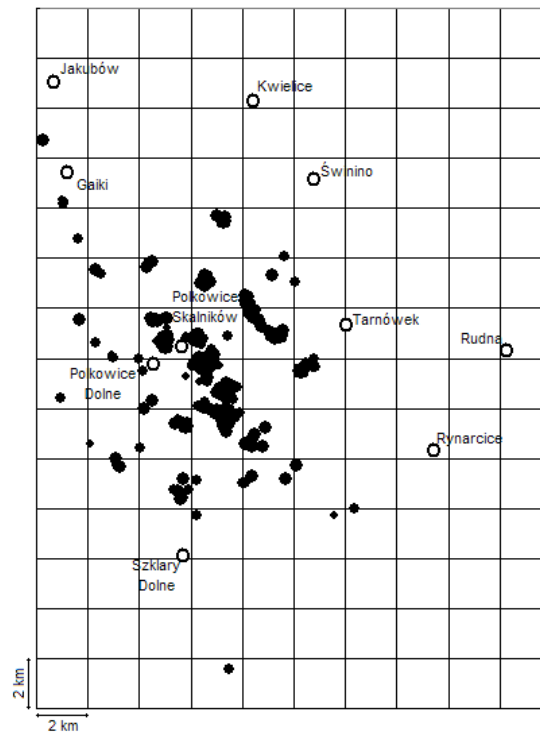 Jakubów
Kwielice
Gaiki
Świnino
Polkowice
Skalników
Tarnówek
Rudna
Polkowice
Dolne
Rynarcice
Szklary
Dolne
2 km
2 km